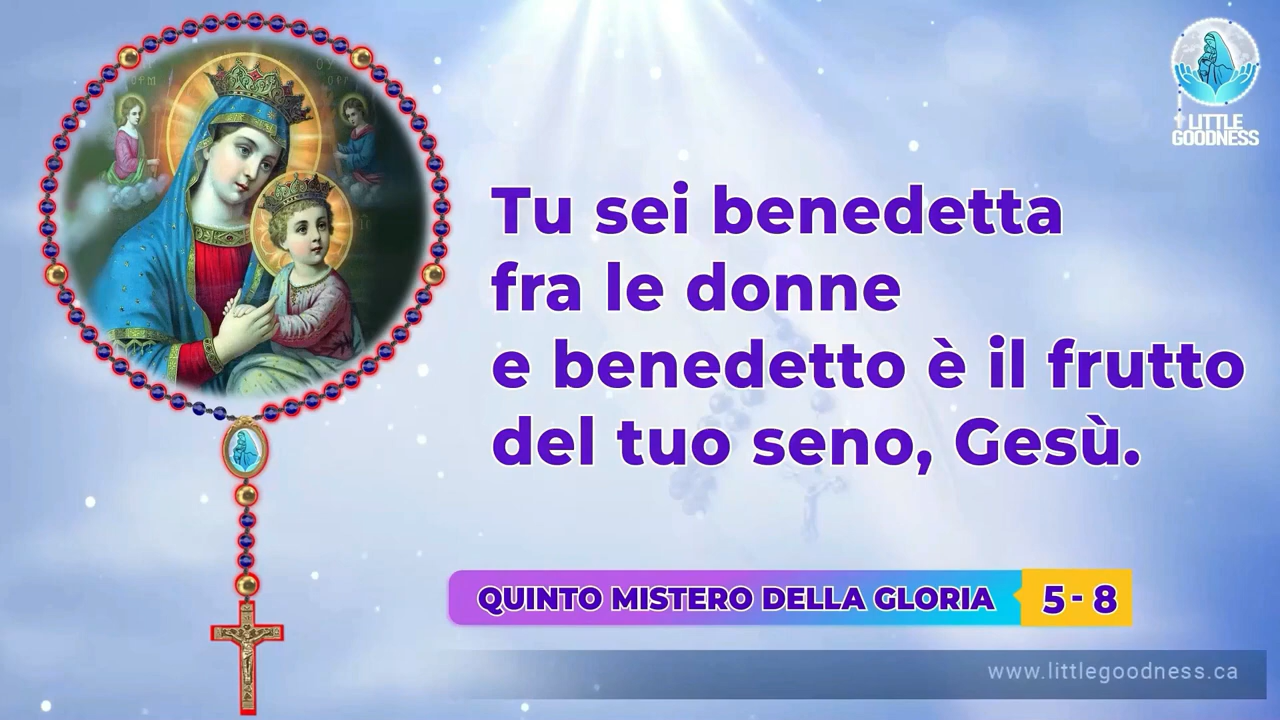 LITTLE
GOODNESS
Tu sei benedetta
fra le donne
e benedetto è il frutto
del tuo seno, Gesù.
QUINTO MISTERO DELLA GLORIA 5 - 8
www.littlegoodness.ca